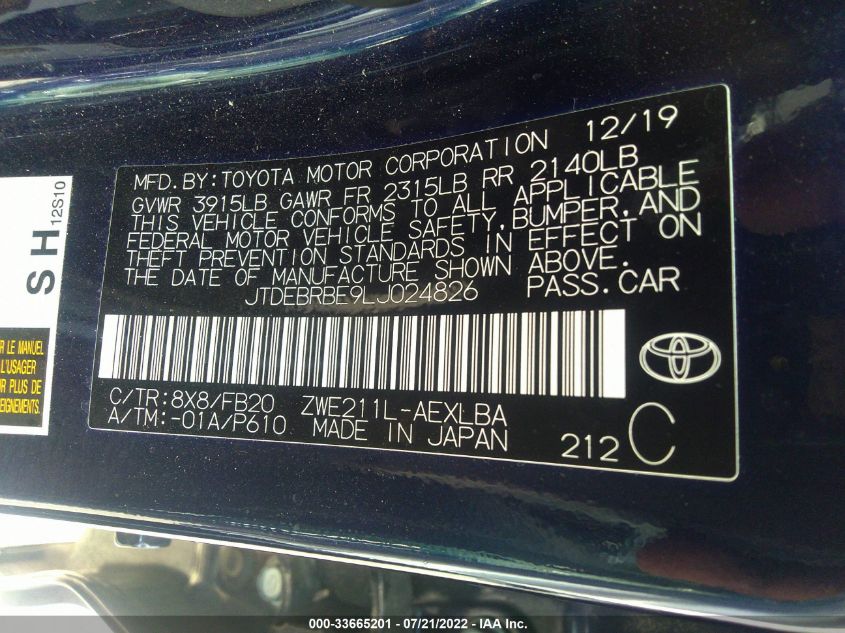 MFD.BY:TOYOTA MOTOR CORPORATION 12/19
GVWR 3915LB GAWR FR 2315LB RR 2140LB
THIS VEHICLE CONFORMS TO ALL APPLICABLE
FEDERAL MOTOR VEHICLE SAFETY,BUMPER,AND
THEFT PREVENTION STANDARDS IN EFFECT ON
THE DATE OF MANUFACTURE SHOWN ABOVE.
JTDEBRBE9LJ024826 PASS.CAR
C/TR:8X8/FB20 ZWE211L-AEXLBA
A/TM:-01A/P610 MADE IN JAPAN
212 C
SH
12S10
R LE MANUEL
L'USAGER
R PLUS DE
EIGNEMENTS.
000-33665201 - 07/21/2022 - IAA Inc.